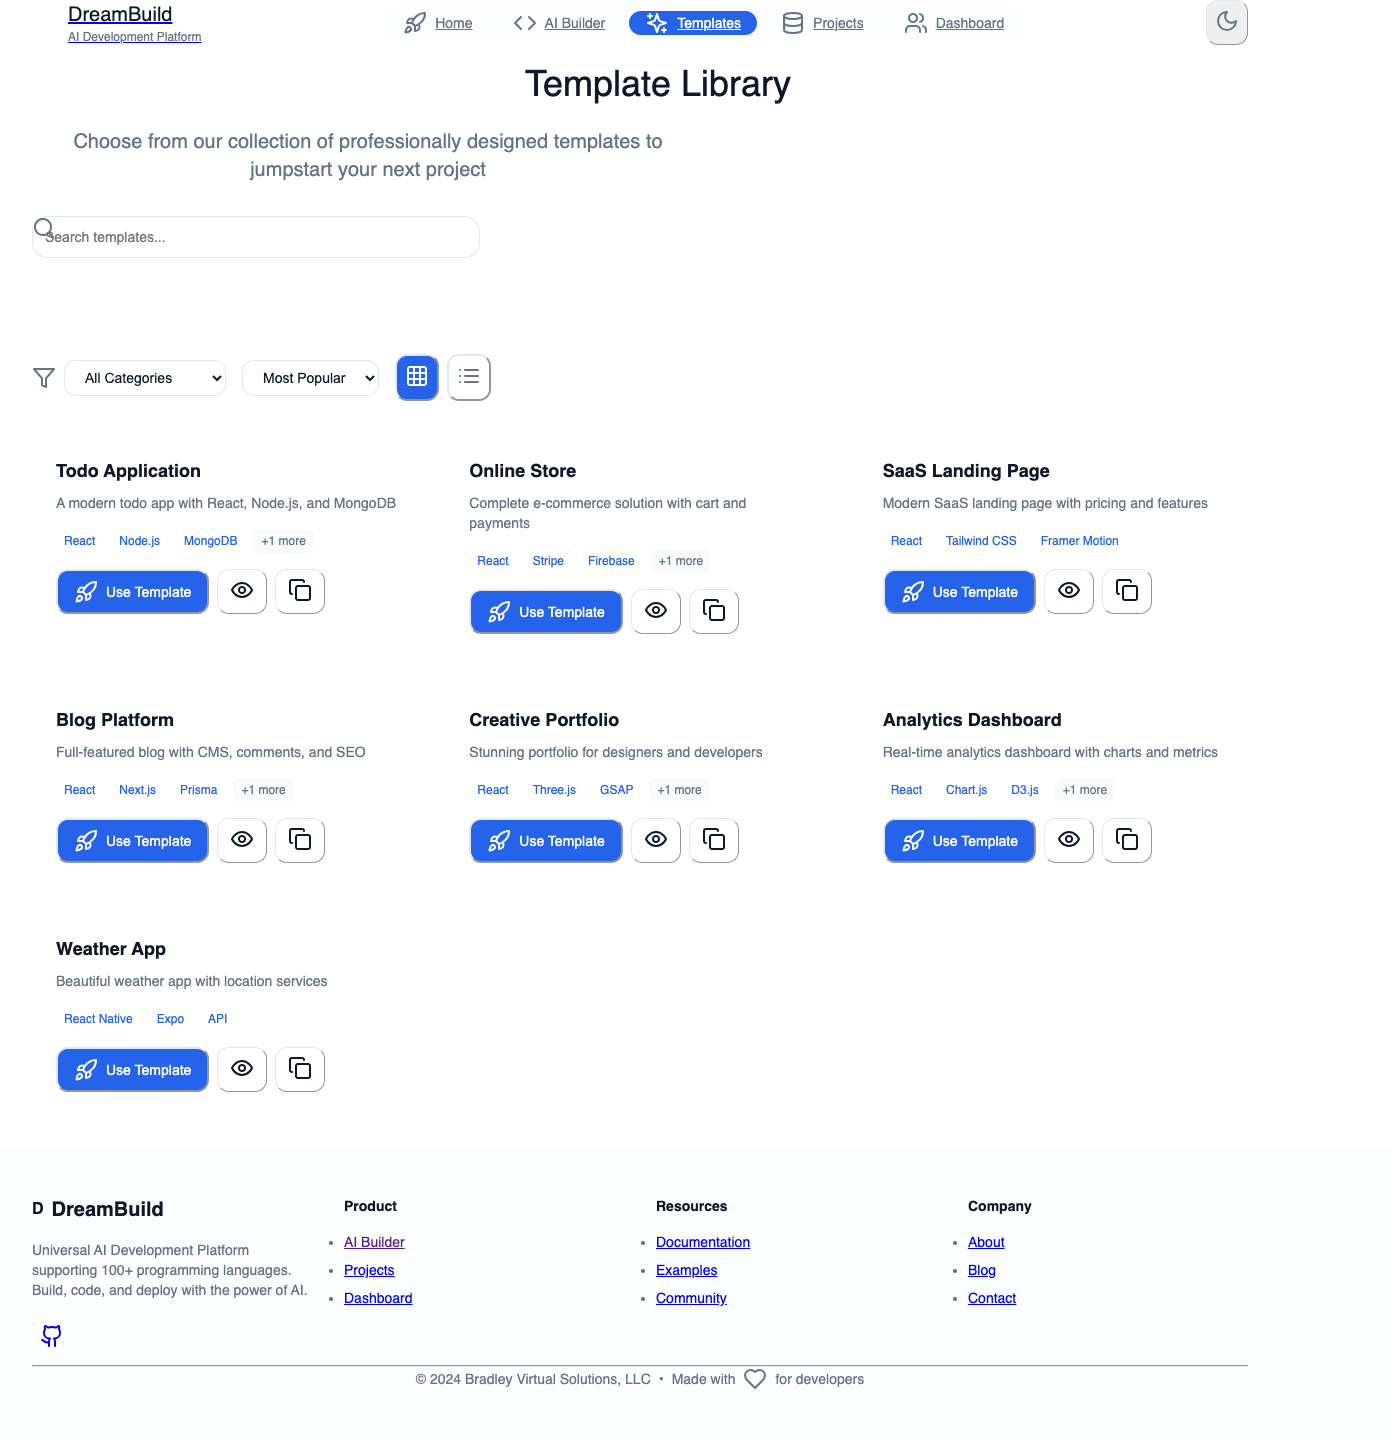 DreamBuild
AI Development Platform
Home
AI Builder
Templates
Projects
Dashboard
Template Library
Choose from our collection of professionally designed templates to
jumpstart your next project
Search templates...
All Categories
Most Popular
Todo Application
A modern todo app with React, Node.js, and MongoDB
React Node.js MongoDB +1 more
Use Template
Online Store
Complete e-commerce solution with cart and
payments
React Stripe Firebase +1 more
Use Template
SaaS Landing Page
Modern SaaS landing page with pricing and features
React Tailwind CSS Framer Motion
Use Template
Blog Platform
Full-featured blog with CMS, comments, and SEO
React Next.js Prisma +1 more
Use Template
Creative Portfolio
Stunning portfolio for designers and developers
React Three.js GSAP +1 more
Use Template
Analytics Dashboard
Real-time analytics dashboard with charts and metrics
React Chart.js D3.js +1 more
Use Template
Weather App
Beautiful weather app with location services
React Native Expo API
Use Template
D DreamBuild
Universal AI Development Platform
supporting 100+ programming languages.
Build, code, and deploy with the power of AI.
Product
• AI Builder
• Projects
• Dashboard
Resources
• Documentation
• Examples
• Community
Company
• About
• Blog
• Contact
© 2024 Bradley Virtual Solutions, LLC • Made with for developers